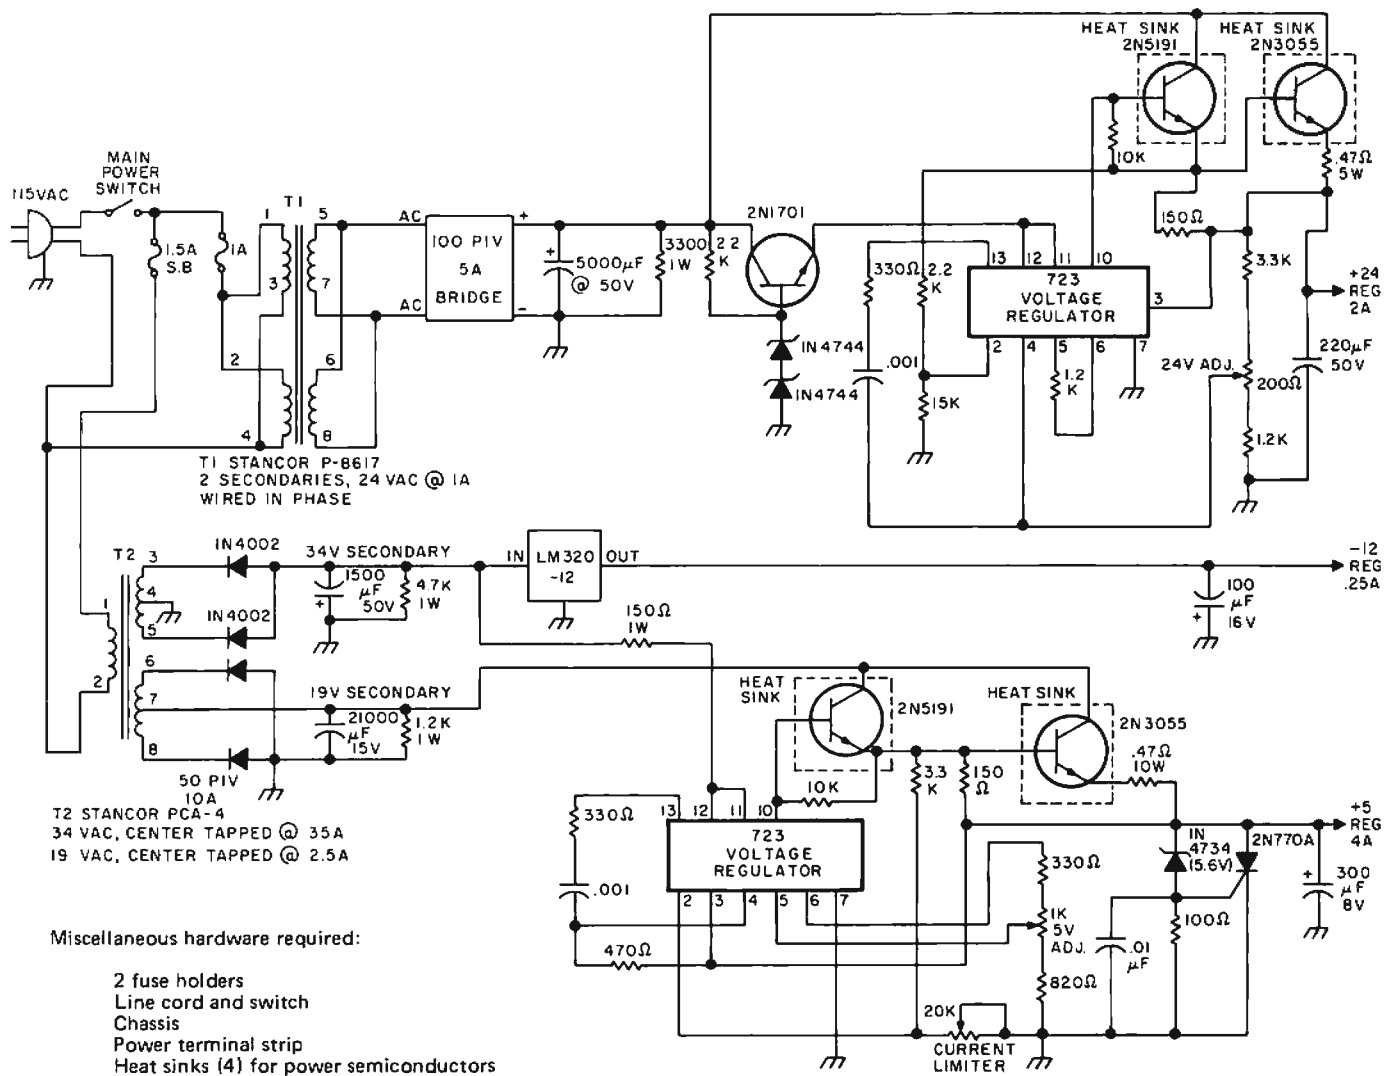 HEAT SINK
2N5191
HEAT SINK
2N3055
10K
.47Ω
5W
MAIN
POWER
SWITCH
115VAC
1.5A
S.B
1A
T1
1
3
2
4
5
7
6
8
AC
AC
100 PIV
5A
BRIDGE
+
-
+
5000µF
@ 50V
3300
1W
2.2
K
2N1701
1N4744
1N4744
330Ω
.001
2.2
K
15K
13
12
11
10
723
VOLTAGE
REGULATOR
3
2
4
5
6
7
1.2
K
150Ω
3.3K
24V ADJ.
200Ω
1.2K
220µF
50V
+24
REG
2A
T1 STANCOR P-8617
2 SECONDARIES, 24 VAC @ 1A
WIRED IN PHASE
T2
1
2
3
4
5
6
7
8
1N4002
1N4002
50 PIV
10A
34V SECONDARY
1500
µF
50V
+
4.7K
1W
IN
LM320
-12
OUT
-12
REG
.25A
100
µF
16V
+
150Ω
1W
19V SECONDARY
21000
µF
15V
1.2K
1W
T2 STANCOR PCA-4
34 VAC, CENTER TAPPED @ 35A
19 VAC, CENTER TAPPED @ 2.5A
HEAT
SINK
2N5191
HEAT SINK
2N3055
10K
3.3
K
150
Ω
.47Ω
10W
330Ω
.001
470Ω
13
12
11
10
723
VOLTAGE
REGULATOR
2
3
4
5
6
7
330Ω
1K
5V
ADJ.
820Ω
20K
CURRENT
LIMITER
1N
4734
(5.6V)
2N770A
100Ω
.01
µF
+
300
µF
8V
+5
REG
4A
Miscellaneous hardware required:
2 fuse holders
Line cord and switch
Chassis
Power terminal strip
Heat sinks (4) for power semiconductors